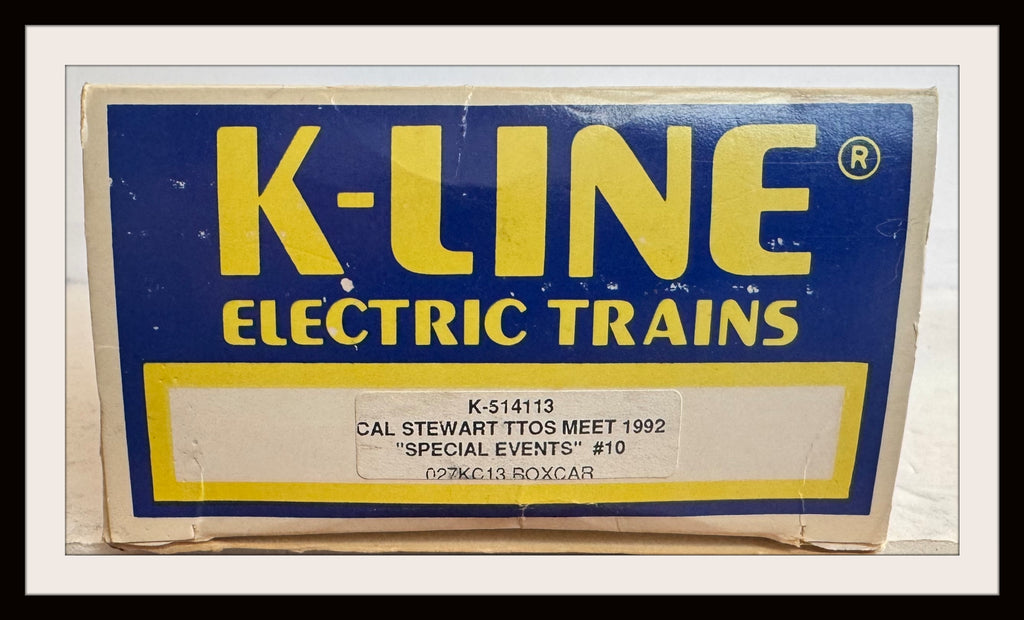 K-LINE®
ELECTRIC TRAINS
K-514113
CAL STEWART TTOS MEET 1992
"SPECIAL EVENTS" #10
027KC13 BOXCAR